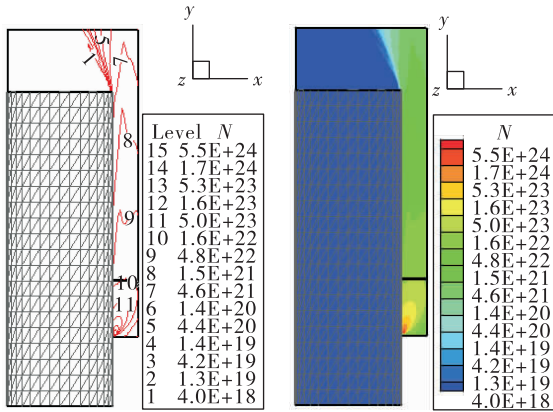 y
z
x
5
1
7
8
9
10
11
Level N
15 5.5E+24
14 1.7E+24
13 5.3E+23
12 1.6E+23
11 5.0E+23
10 1.6E+22
9 4.8E+22
8 1.5E+21
7 4.6E+21
6 1.4E+20
5 4.4E+20
4 1.4E+19
3 4.2E+19
2 1.3E+19
1 4.0E+18
y
z
x
N
5.5E+24
1.7E+24
5.3E+23
1.6E+23
5.0E+23
1.6E+22
4.8E+22
1.5E+21
4.6E+21
1.4E+20
4.4E+20
1.4E+19
4.2E+19
1.3E+19
4.0E+18